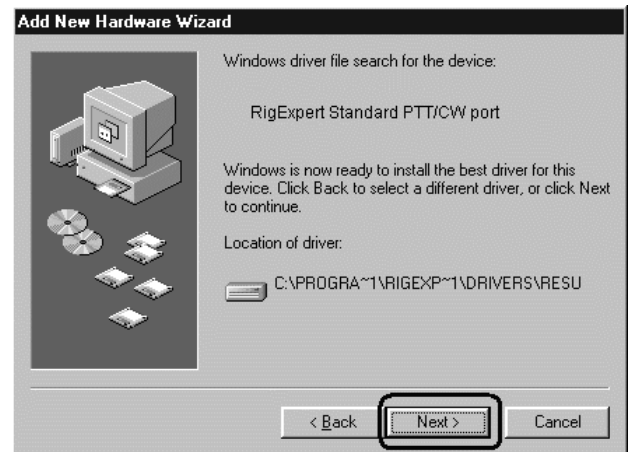 Add New Hardware Wizard
Windows driver file search for the device:
RigExpert Standard PTT/CW port
Windows is now ready to install the best driver for this
device. Click Back to select a different driver, or click Next
to continue.
Location of driver:
C:\PROGRA~1\RIGEXP~1\DRIVERS\RESU
< Back
Next >
Cancel